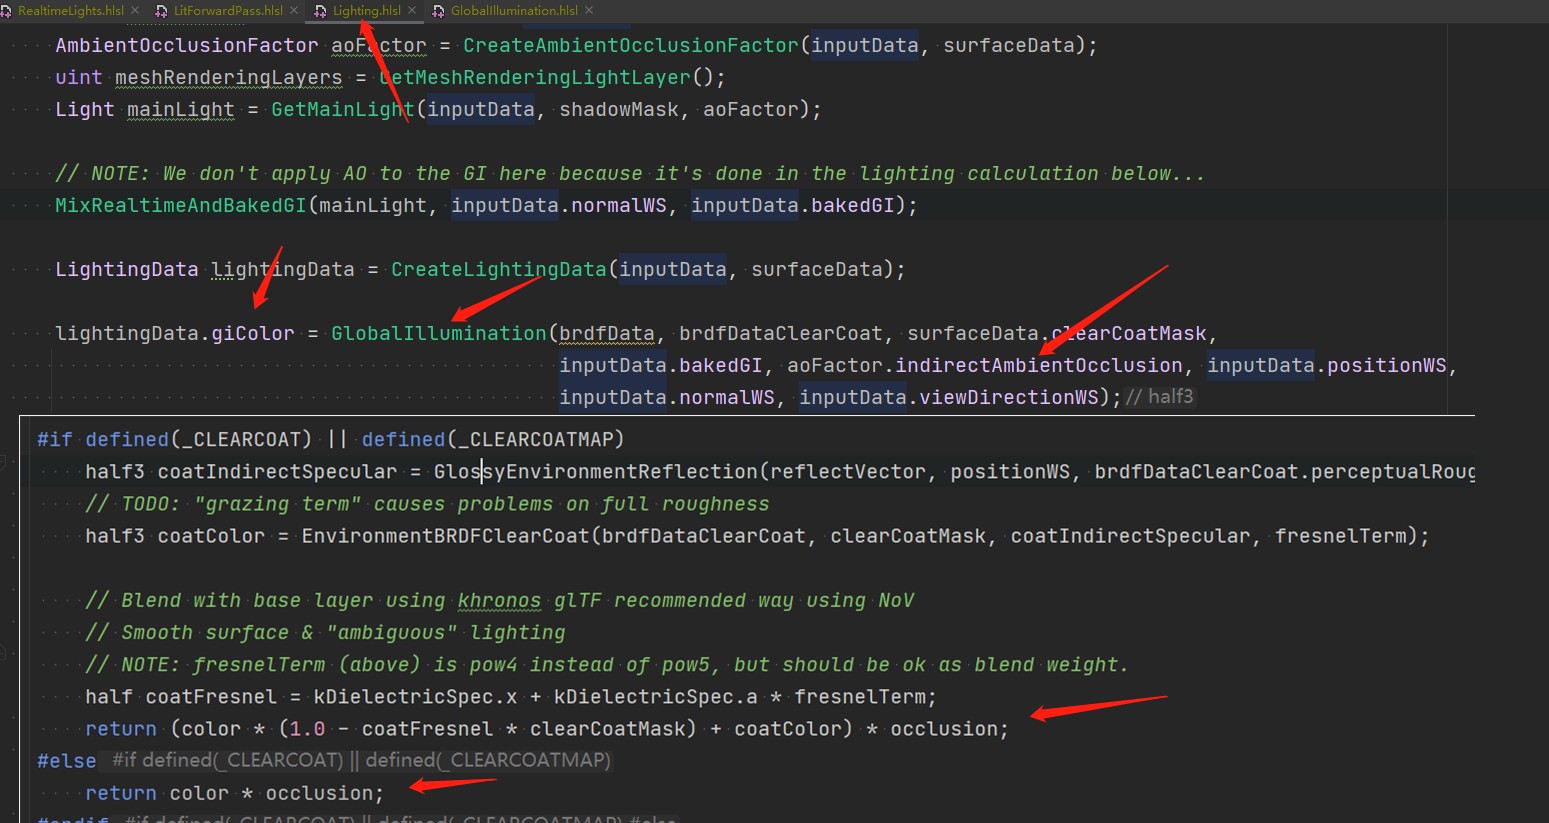 RealtimeLights.hlsl × LitForwardPass.hlsl × Lighting.hlsl × GlobalIllumination.hlsl ×
AmbientOcclusionFactor aoFactor = CreateAmbientOcclusionFactor(inputData, surfaceData);
uint meshRenderingLayers = GetMeshRenderingLightLayer();
Light mainLight = GetMainLight(inputData, shadowMask, aoFactor);
// NOTE: We don't apply AO to the GI here because it's done in the lighting calculation below...
MixRealtimeAndBakedGI(mainLight, inputData.normalWS, inputData.bakedGI);
LightingData lightingData = CreateLightingData(inputData, surfaceData);
lightingData.giColor = GlobalIllumination(brdfData, brdfDataClearCoat, surfaceData.clearCoatMask,
inputData.bakedGI, aoFactor.indirectAmbientOcclusion, inputData.positionWS,
inputData.normalWS, inputData.viewDirectionWS); // half3
#if defined(_CLEARCOAT) || defined(_CLEARCOATMAP)
half3 coatIndirectSpecular = GlossyEnvironmentReflection(reflectVector, positionWS, brdfDataClearCoat.perceptualRoug
// TODO: "grazing term" causes problems on full roughness
half3 coatColor = EnvironmentBRDFClearCoat(brdfDataClearCoat, clearCoatMask, coatIndirectSpecular, fresnelTerm);
// Blend with base layer using khronos glTF recommended way using NoV
// Smooth surface & "ambiguous" lighting
// NOTE: fresnelTerm (above) is pow4 instead of pow5, but should be ok as blend weight.
half coatFresnel = kDielectricSpec.x + kDielectricSpec.a * fresnelTerm;
return (color * (1.0 - coatFresnel * clearCoatMask) + coatColor) * occlusion;
#else #if defined(_CLEARCOAT) || defined(_CLEARCOATMAP)
return color * occlusion;
#endif #if defined(_CLEARCOAT) || defined(_CLEARCOATMAP) #else